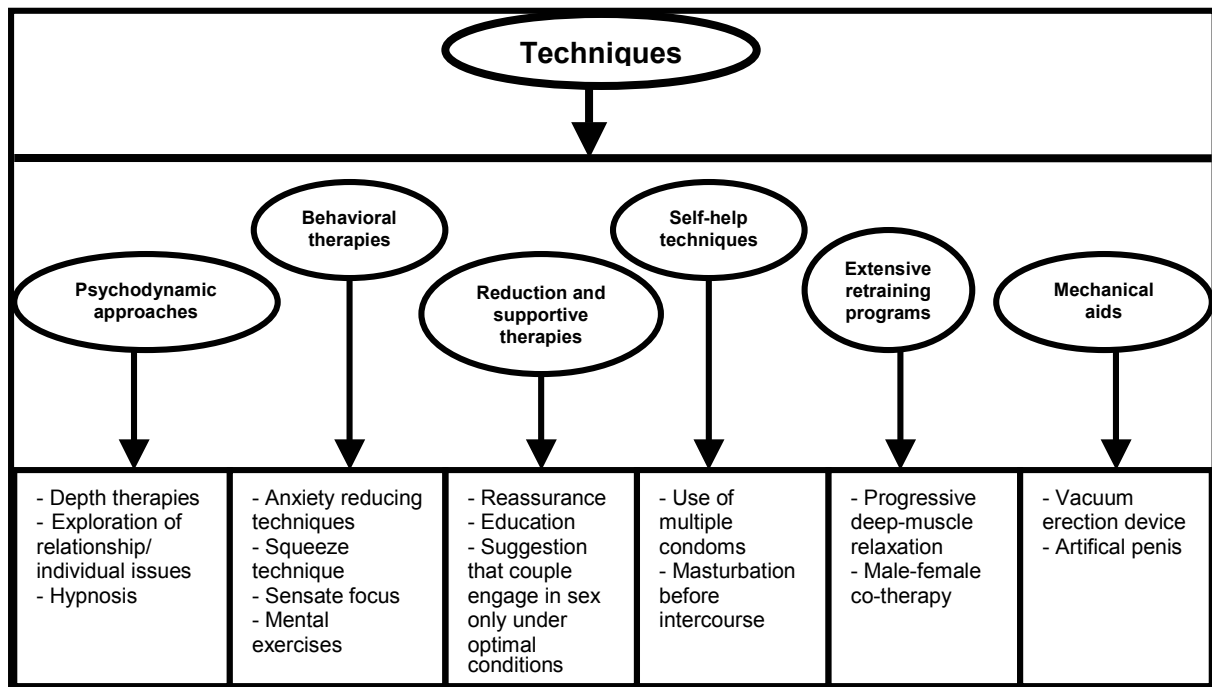 Techniques
Behavioral
therapies
Self-help
techniques
Psychodynamic
approaches
Reduction and
supportive
therapies
Extensive
retraining
programs
Mechanical
aids
- Depth therapies
- Exploration of
relationship/
individual issues
- Hypnosis
- Anxiety reducing
techniques
- Squeeze
technique
- Sensate focus
- Mental
exercises
- Reassurance
- Education
- Suggestion
that couple
engage in sex
only under
optimal
conditions
- Use of
multiple
condoms
- Masturbation
before
intercourse
- Progressive
deep-muscle
relaxation
- Male-female
co-therapy
- Vacuum
erection device
- Artifical penis